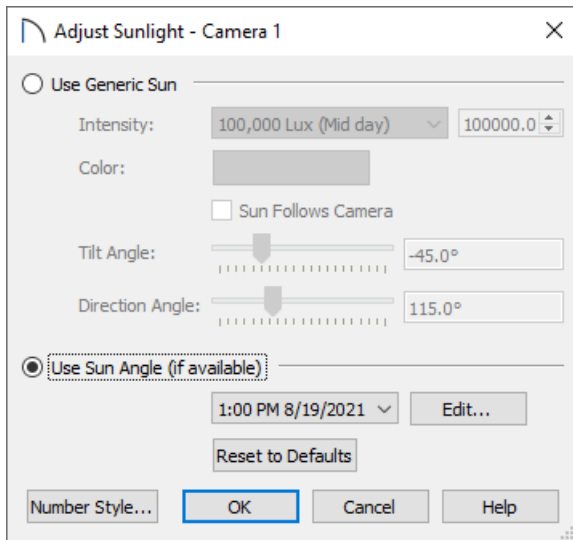 Adjust Sunlight - Camera 1
Use Generic Sun
Intensity: 100,000 Lux (Mid day) 100000.0
Color:
Sun Follows Camera
Tilt Angle: -45.0°
Direction Angle: 115.0°
Use Sun Angle (if available)
1:00 PM 8/19/2021 Edit...
Reset to Defaults
Number Style... OK Cancel Help